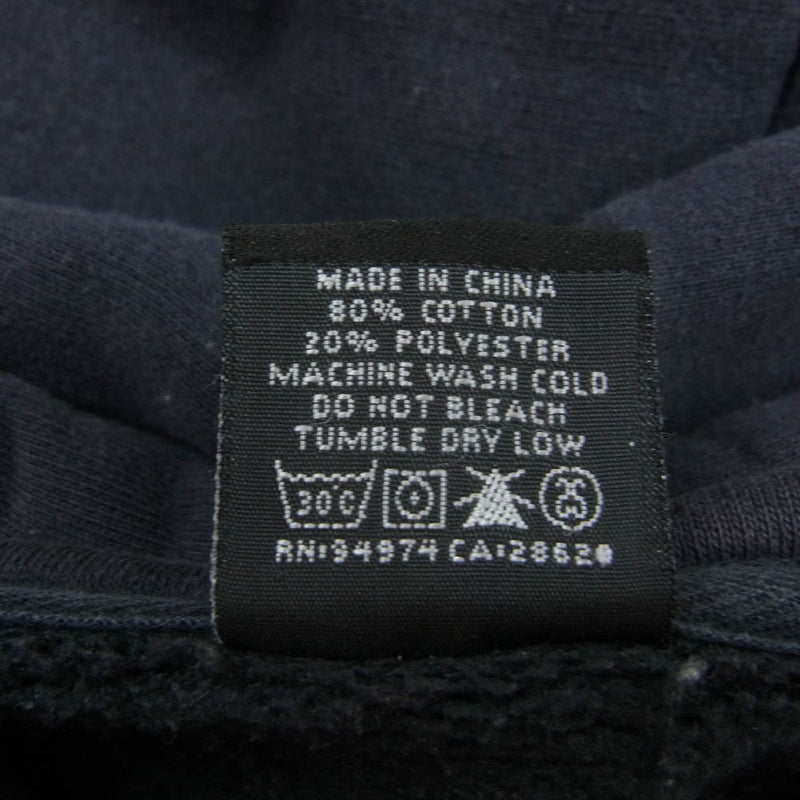 MADE IN CHINA
80% COTTON
20% POLYESTER
MACHINE WASH COLD
DO NOT BLEACH
TUMBLE DRY LOW
30C
RN:94974 CA:28620